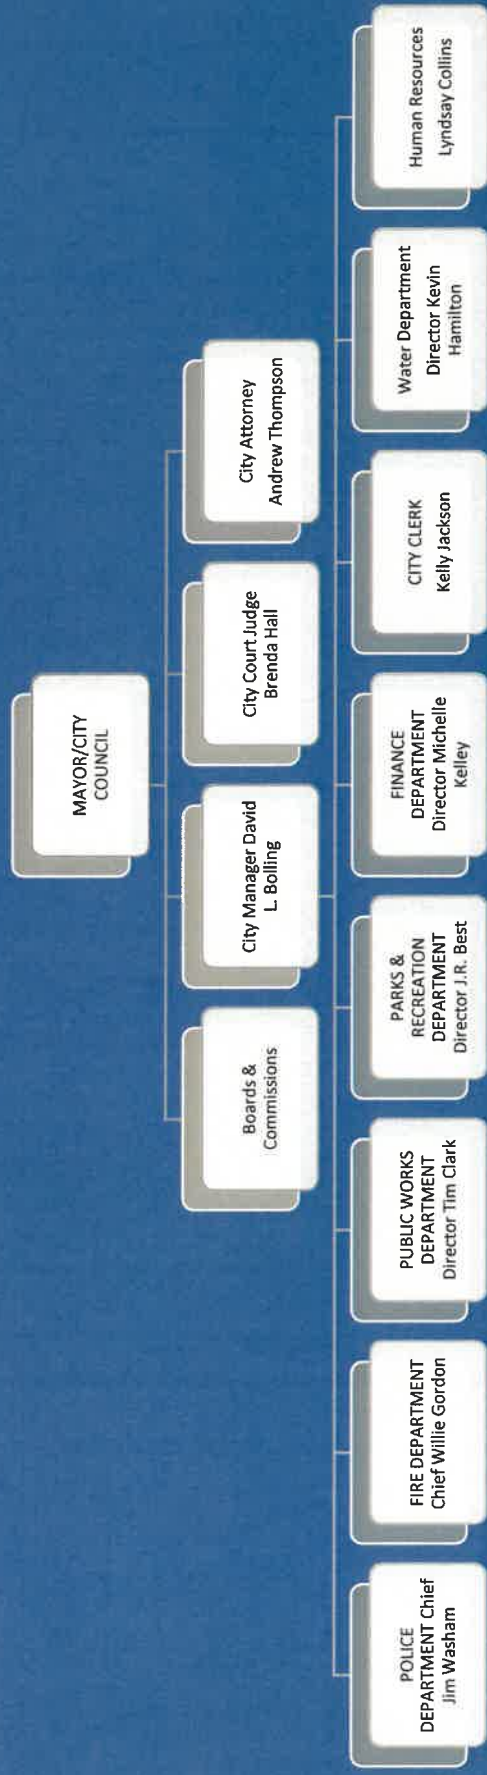 MAYOR/CITY
COUNCIL
Boards &
Commissions
City Manager David
L. Bolling
City Court Judge
Brenda Hall
City Attorney
Andrew Thompson
POLICE
DEPARTMENT Chief
Jim Washam
FIRE DEPARTMENT
Chief Willie Gordon
PUBLIC WORKS
DEPARTMENT
Director Tim Clark
PARKS &
RECREATION
DEPARTMENT
Director J.R. Best
FINANCE
DEPARTMENT
Director Michelle
Kelley
CITY CLERK
Kelly Jackson
Water Department
Director Kevin
Hamilton
Human Resources
Lyndsay Collins